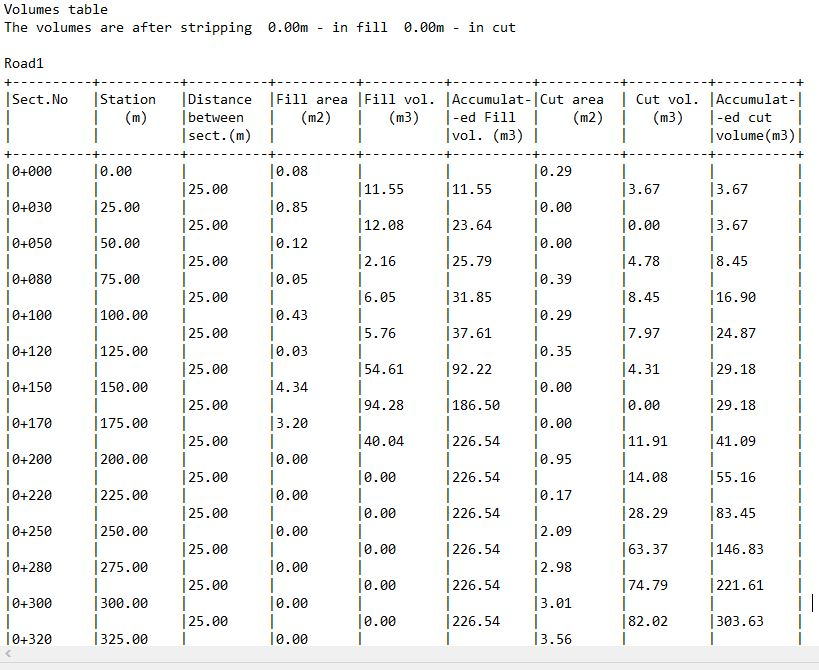 Volumes table
The volumes are after stripping  0.00m - in fill  0.00m - in cut

Road1
+----------+----------+----------+----------+----------+----------+----------+----------+----------+
|Sect.No   |Station   |Distance  |Fill area |Fill vol. |Accumulat-|Cut area  | Cut vol. |Accumulat-|
|          |   (m)    |between   |   (m2)   |   (m3)   |-ed Fill  |    (m2)  |   (m3)   |-ed cut   |
|          |          |sect.(m)  |          |          |vol. (m3) |          |          |volume(m3)|
+----------+----------+----------+----------+----------+----------+----------+----------+----------+
|0+000     |0.00      |          |0.08      |          |          |0.29      |          |          |
|          |          |25.00     |          |11.55     |11.55     |          |3.67      |3.67      |
|0+030     |25.00     |          |0.85      |          |          |0.00      |          |          |
|          |          |25.00     |          |12.08     |23.64     |          |0.00      |3.67      |
|0+050     |50.00     |          |0.12      |          |          |0.00      |          |          |
|          |          |25.00     |          |2.16      |25.79     |          |4.78      |8.45      |
|0+080     |75.00     |          |0.05      |          |          |0.39      |          |          |
|          |          |25.00     |          |6.05      |31.85     |          |8.45      |16.90     |
|0+100     |100.00    |          |0.43      |          |          |0.29      |          |          |
|          |          |25.00     |          |5.76      |37.61     |          |7.97      |24.87     |
|0+120     |125.00    |          |0.03      |          |          |0.35      |          |          |
|          |          |25.00     |          |54.61     |92.22     |          |4.31      |29.18     |
|0+150     |150.00    |          |4.34      |          |          |0.00      |          |          |
|          |          |25.00     |          |94.28     |186.50    |          |0.00      |29.18     |
|0+170     |175.00    |          |3.20      |          |          |0.00      |          |          |
|          |          |25.00     |          |40.04     |226.54    |          |11.91     |41.09     |
|0+200     |200.00    |          |0.00      |          |          |0.95      |          |          |
|          |          |25.00     |          |0.00      |226.54    |          |14.08     |55.16     |
|0+220     |225.00    |          |0.00      |          |          |0.17      |          |          |
|          |          |25.00     |          |0.00      |226.54    |          |28.29     |83.45     |
|0+250     |250.00    |          |0.00      |          |          |2.09      |          |          |
|          |          |25.00     |          |0.00      |226.54    |          |63.37     |146.83    |
|0+280     |275.00    |          |0.00      |          |          |2.98      |          |          |
|          |          |25.00     |          |0.00      |226.54    |          |74.79     |221.61    |
|0+300     |300.00    |          |0.00      |          |          |3.01      |          |          |
|          |          |25.00     |          |0.00      |226.54    |          |82.02     |303.63    |
|0+320     |325.00    |          |0.00      |          |          |3.56      |          |          |